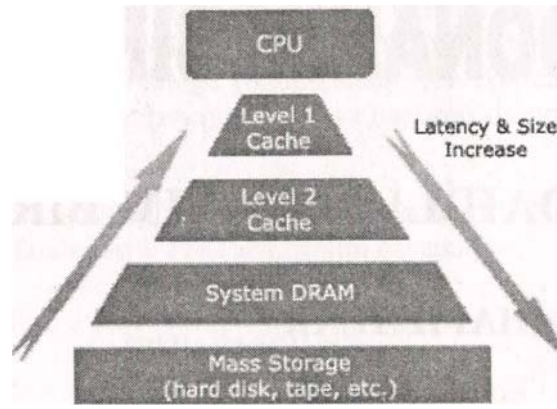 CPU
Level 1
Cache
Latency & Size
Increase
Level 2
Cache
System DRAM
Mass Storage
(hard disk, tape, etc.)